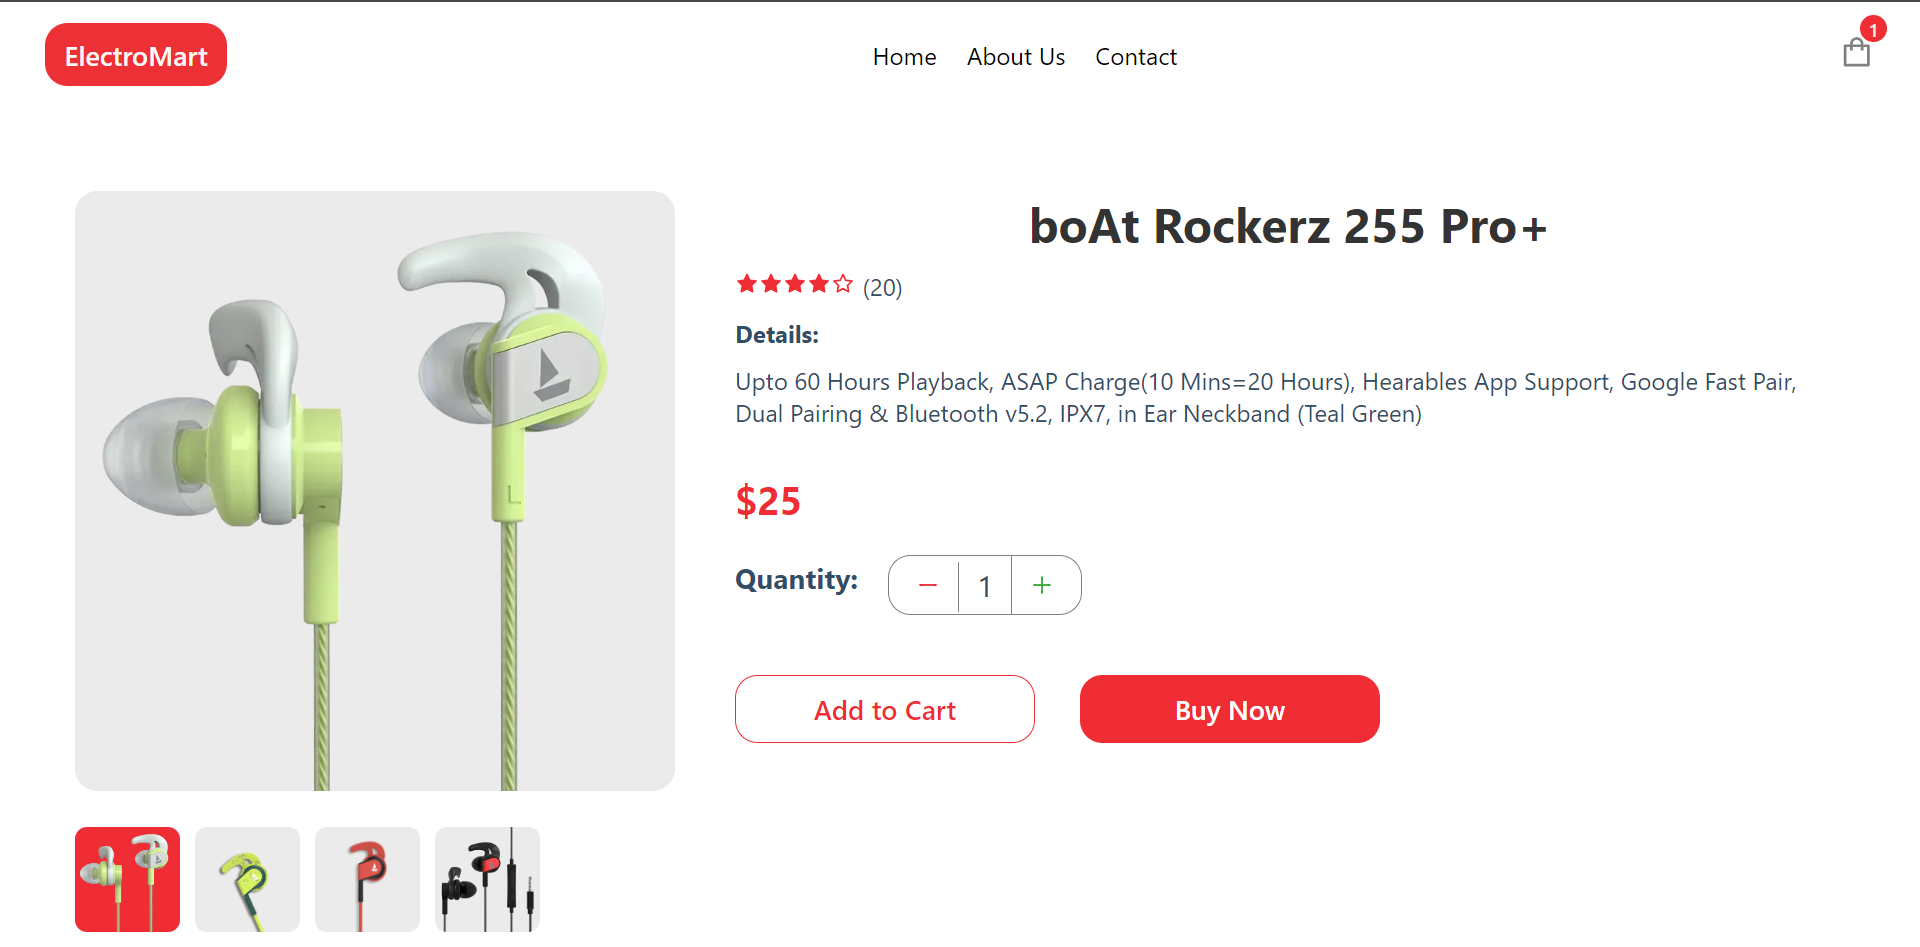 ElectroMart
Home
About Us
Contact
1
boAt Rockerz 255 Pro+
(20)
Details:
Upto 60 Hours Playback, ASAP Charge(10 Mins=20 Hours), Hearables App Support, Google Fast Pair,
Dual Pairing & Bluetooth v5.2, IPX7, in Ear Neckband (Teal Green)
$25
Quantity:
− 1 +
Add to Cart
Buy Now
L